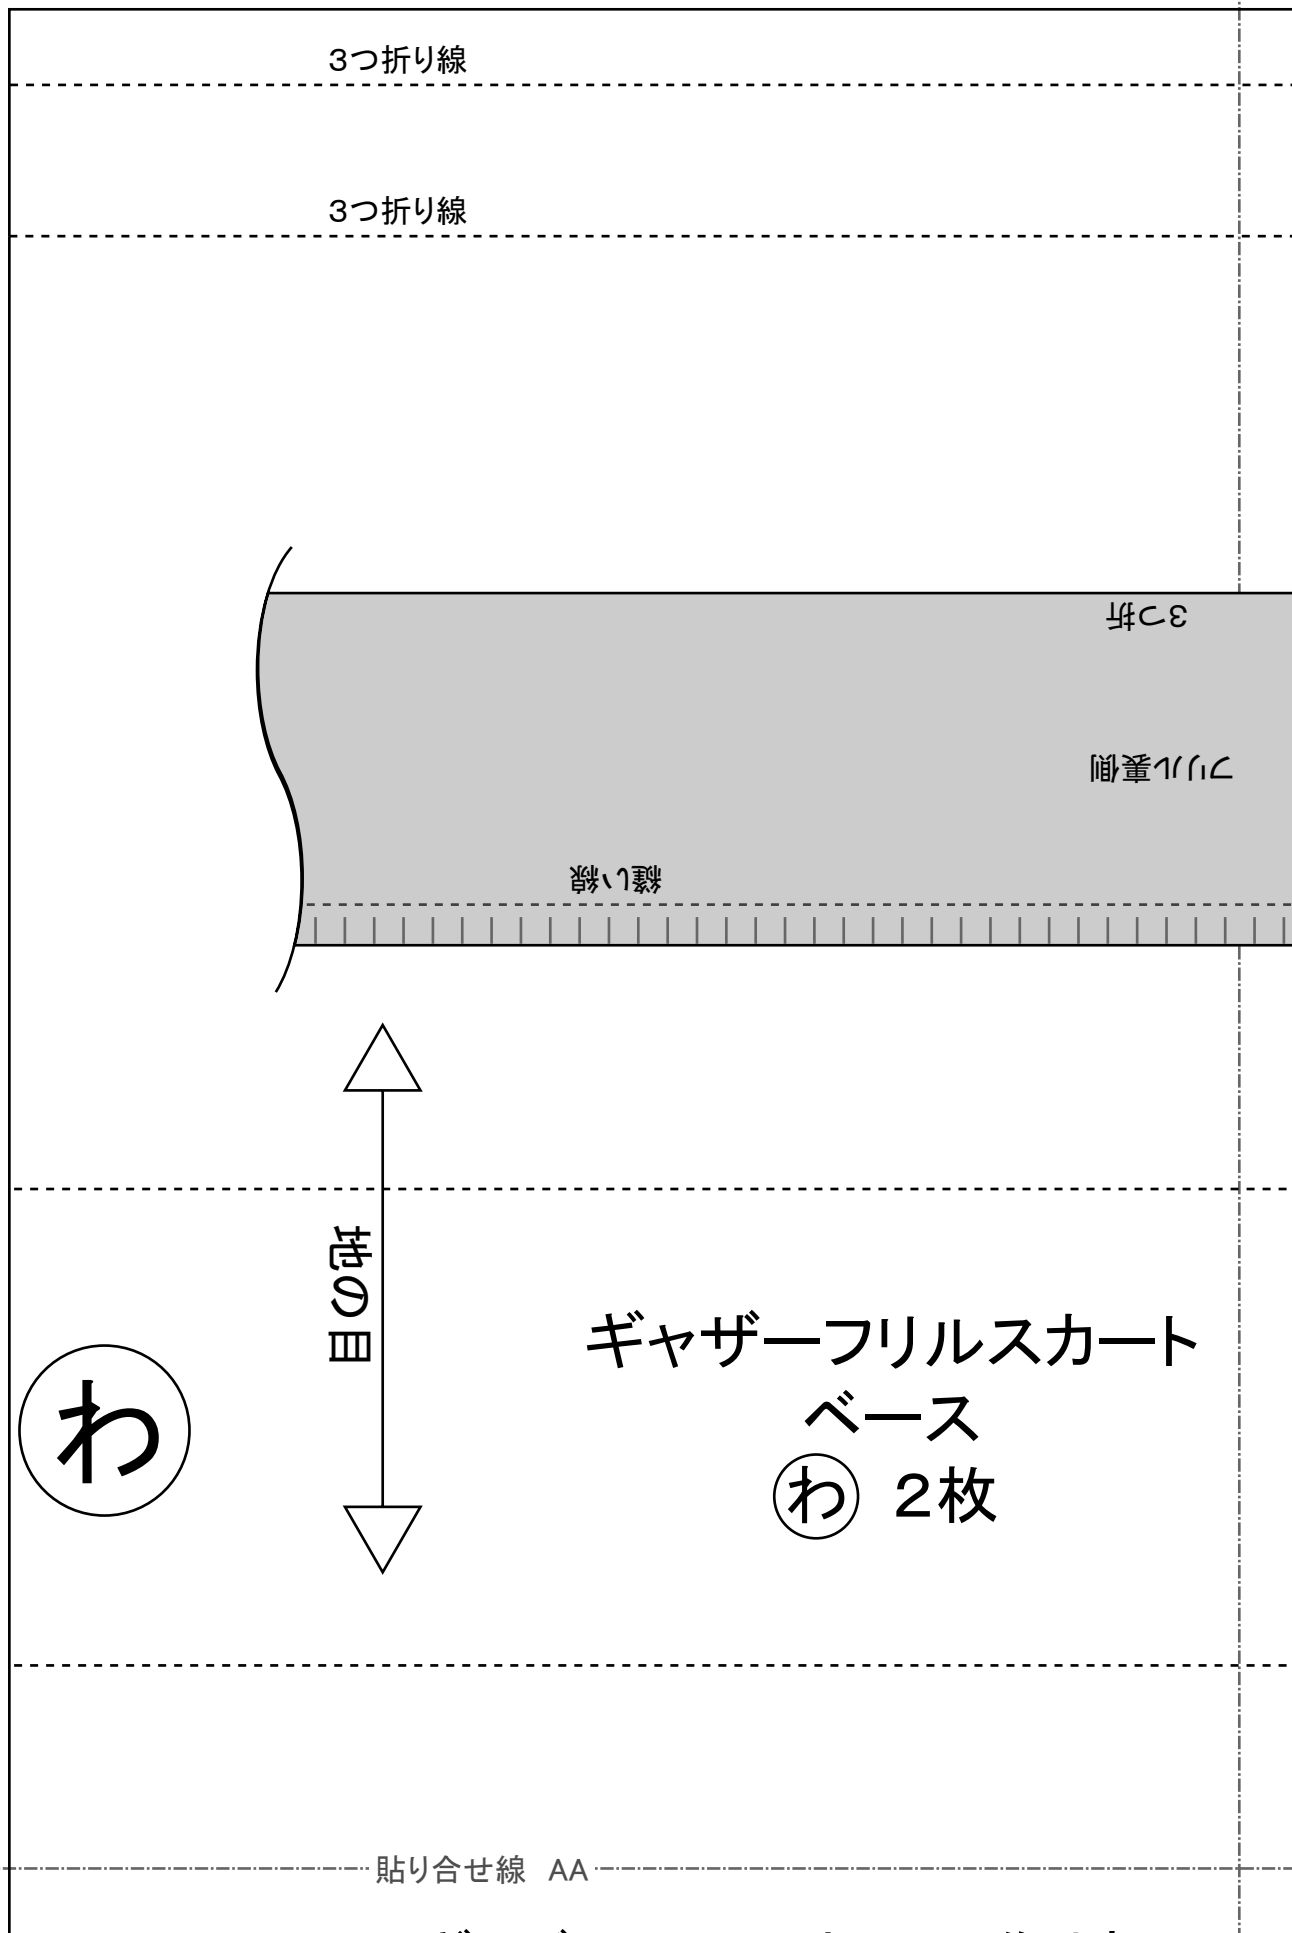 3つ折り線
3つ折り線
3つ折
フリル裏側
縫い線
地の目
わ
ギャザーフリルスカート
ベース
わ 2枚
貼り合せ線 AA